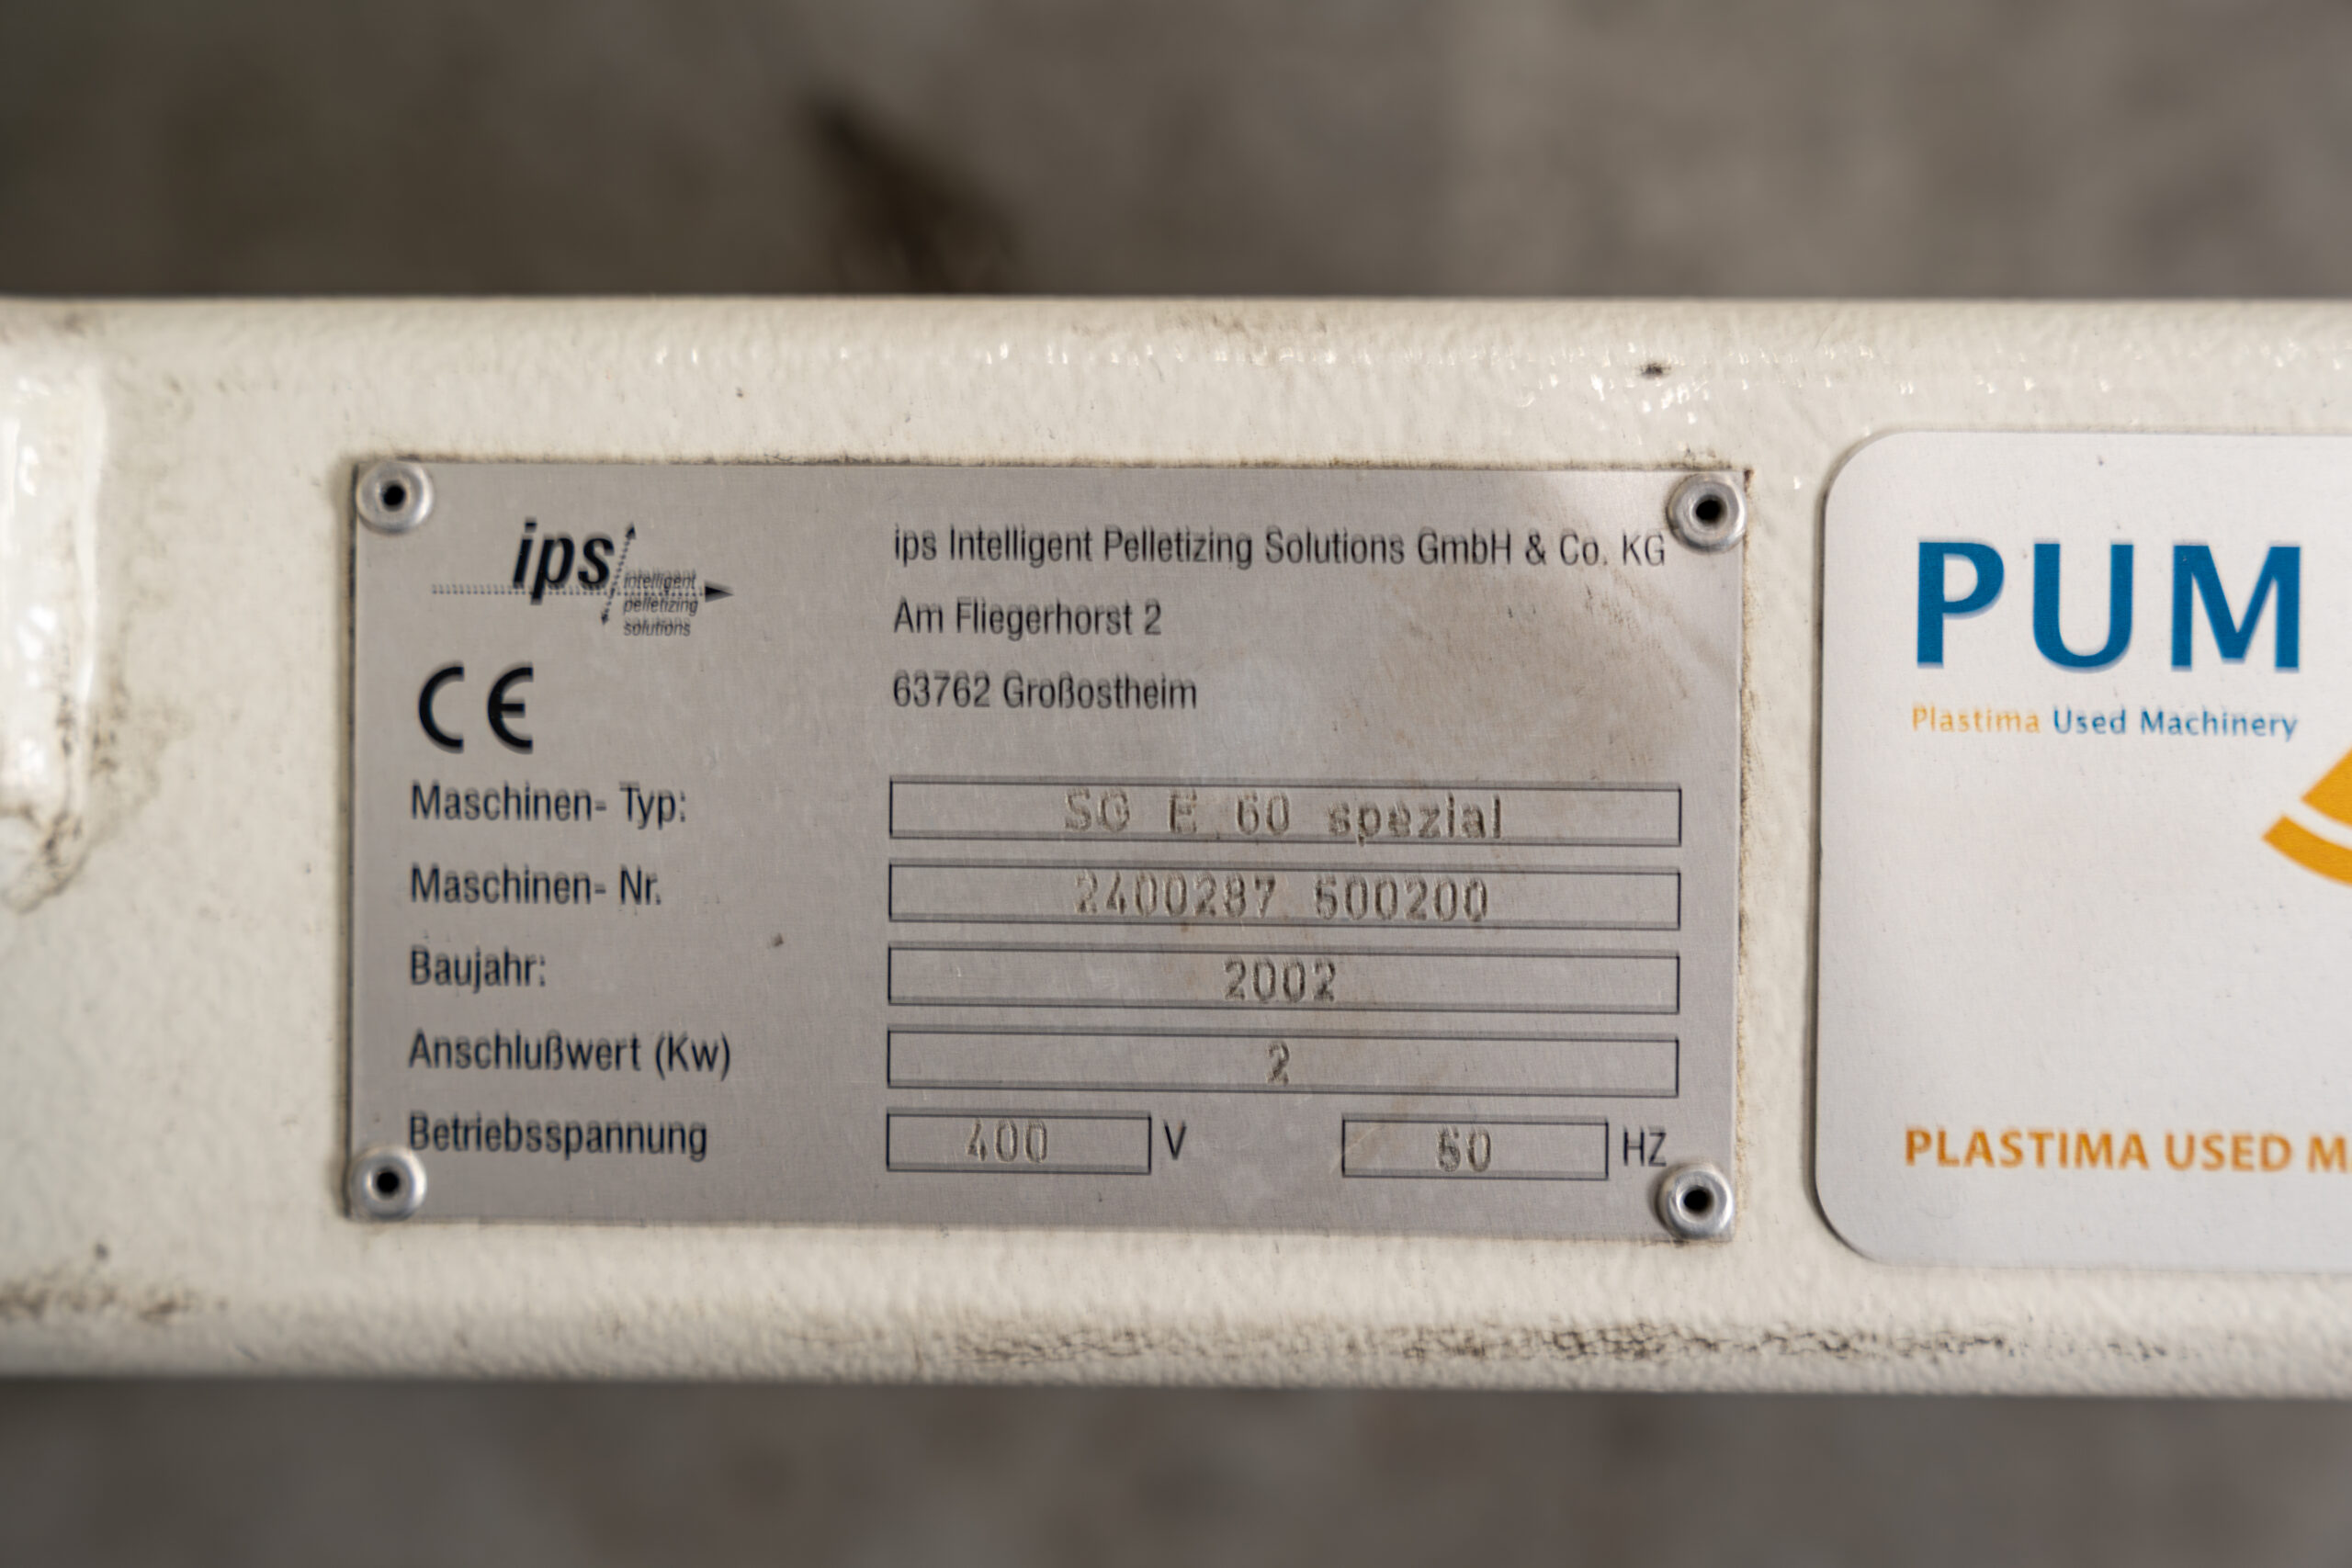 ips
intelligent
pelletizing
solutions
ips Intelligent Pelletizing Solutions GmbH & Co. KG
Am Fliegerhorst 2
63762 Großostheim
CE
Maschinen- Typ: SG E 60 spezial
Maschinen- Nr. 2400287 500200
Baujahr: 2002
Anschlußwert (Kw) 2
Betriebsspannung 400 V 50 HZ
PUM
Plastima Used Machinery
PLASTIMA USED M